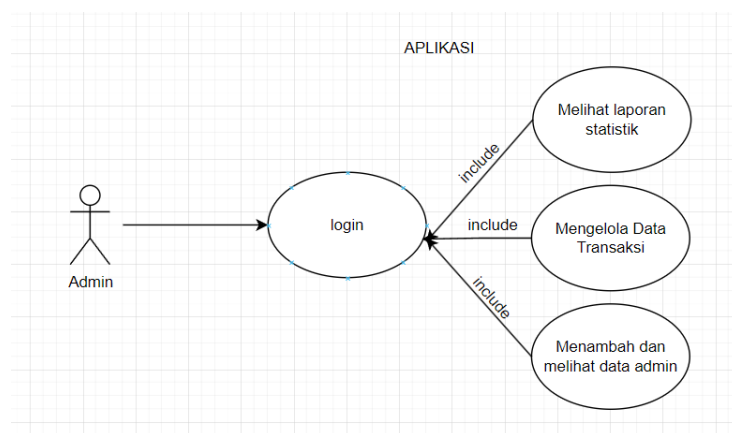 APLIKASI
Melihat laporan
statistik
include
login
include
Mengelola Data
Transaksi
Admin
include
Menambah dan
melihat data admin